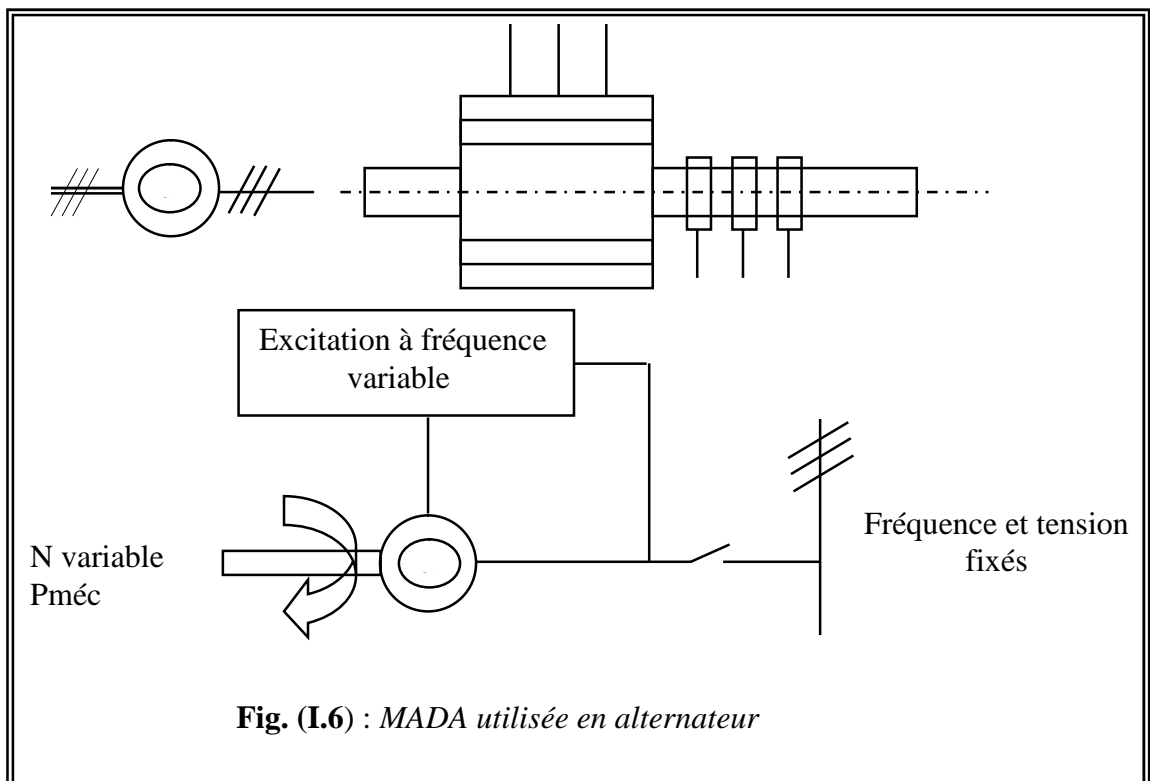 Excitation à fréquence
variable
N variable
Pméc
Fréquence et tension
fixés
Fig. (I.6) : MADA utilisée en alternateur